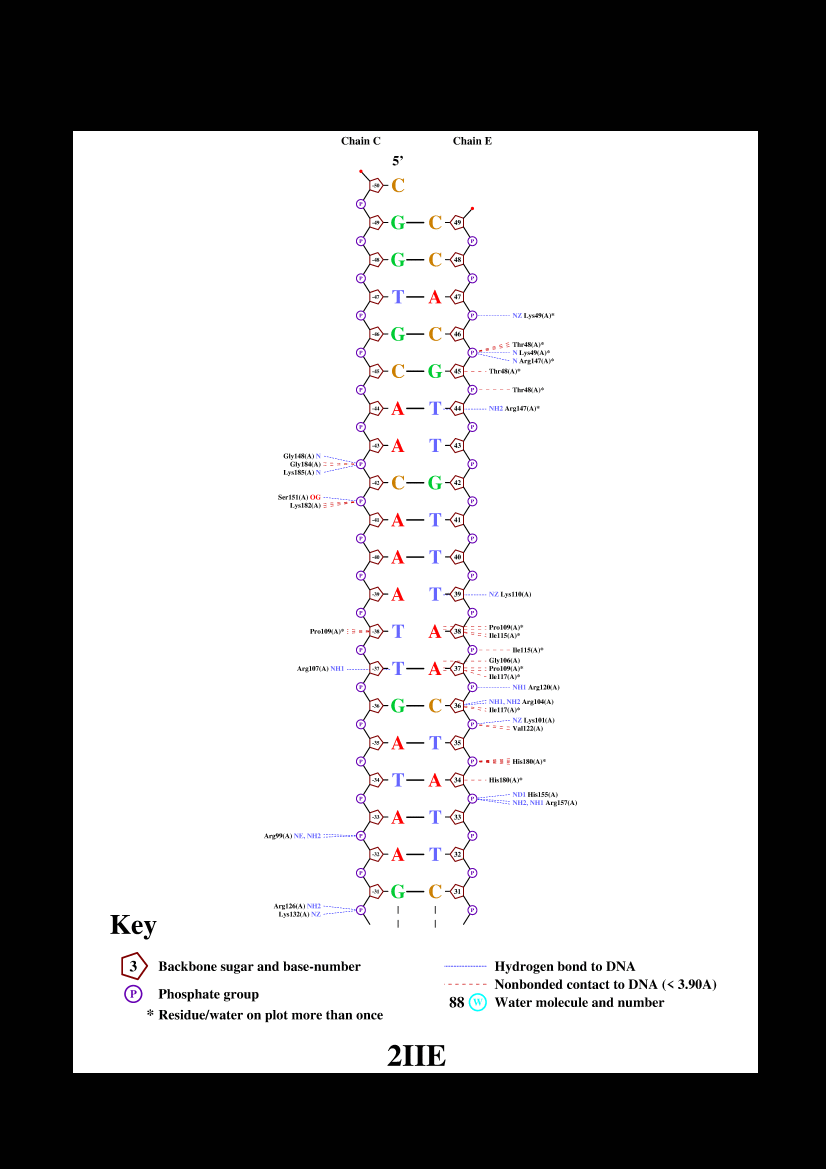 Chain C Chain E
5'
-50 C
-49 G C 49
P P
-48 G C 48
P P
-47 T A 47
P P NZ Lys49(A)*
-46 G C 46
Thr48(A)*
P P N Lys49(A)*
N Arg147(A)*
-45 C G 45 Thr48(A)*
P P Thr48(A)*
-44 A T 44 NH2 Arg147(A)*
P P
-43 A T 43
Gly148(A) N
Gly184(A) P P
Lys185(A) N
-42 C G 42
Ser151(A) OG P P
Lys182(A)
-41 A T 41
P P
-40 A T 40
P P
-39 A T 39 NZ Lys110(A)
P P
Pro109(A)* -38 T A 38 Pro109(A)*
Ile115(A)*
P P Ile115(A)*
Gly106(A)
Arg107(A) NH1 -37 T A 37 Pro109(A)*
Ile117(A)*
P P NH1 Arg120(A)
-36 G C 36 NH1, NH2 Arg104(A)
Ile117(A)*
P P NZ Lys101(A)
Val122(A)
-35 A T 35
P P His180(A)*
-34 T A 34 His180(A)*
P P ND1 His155(A)
NH2, NH1 Arg157(A)
-33 A T 33
Arg99(A) NE, NH2 P P
-32 A T 32
P P
-31 G C 31
Arg126(A) NH2 P P
Lys132(A) NZ
Key
3 Backbone sugar and base-number
P Phosphate group
* Residue/water on plot more than once
Hydrogen bond to DNA
Nonbonded contact to DNA (< 3.90A)
88 W Water molecule and number
2IIE